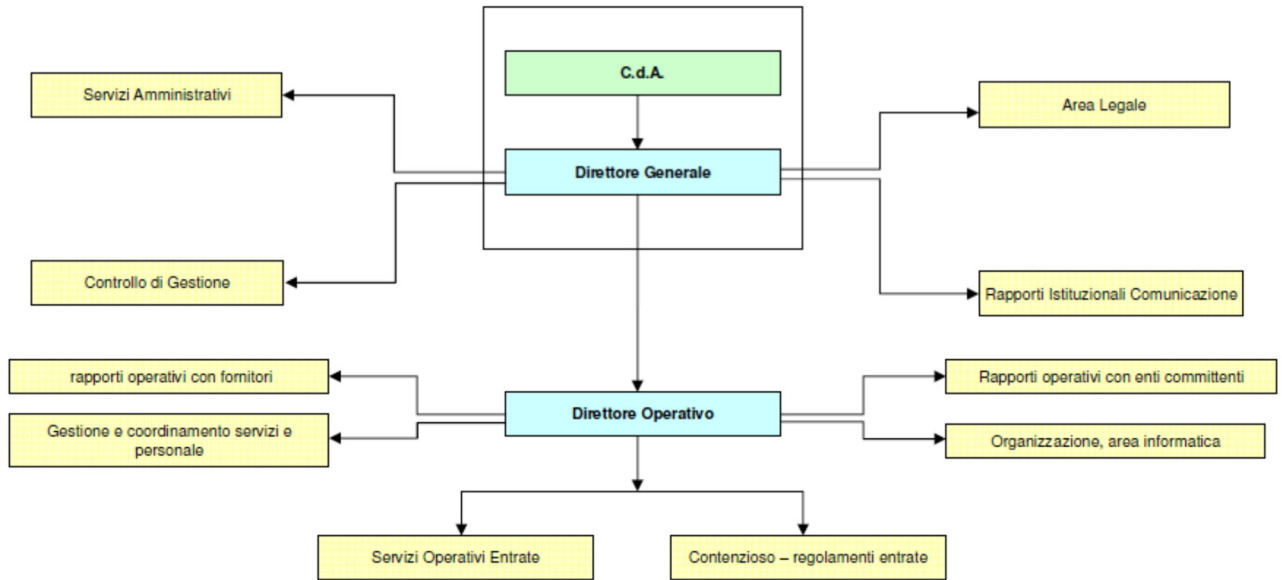 C.d.A.
Servizi Amministrativi
Area Legale
Direttore Generale
Controllo di Gestione
Rapporti Istituzionali Comunicazione
rapporti operativi con fornitori
Rapporti operativi con enti committenti
Direttore Operativo
Gestione e coordinamento servizi e
personale
Organizzazione, area informatica
Servizi Operativi Entrate
Contenzioso – regolamenti entrate